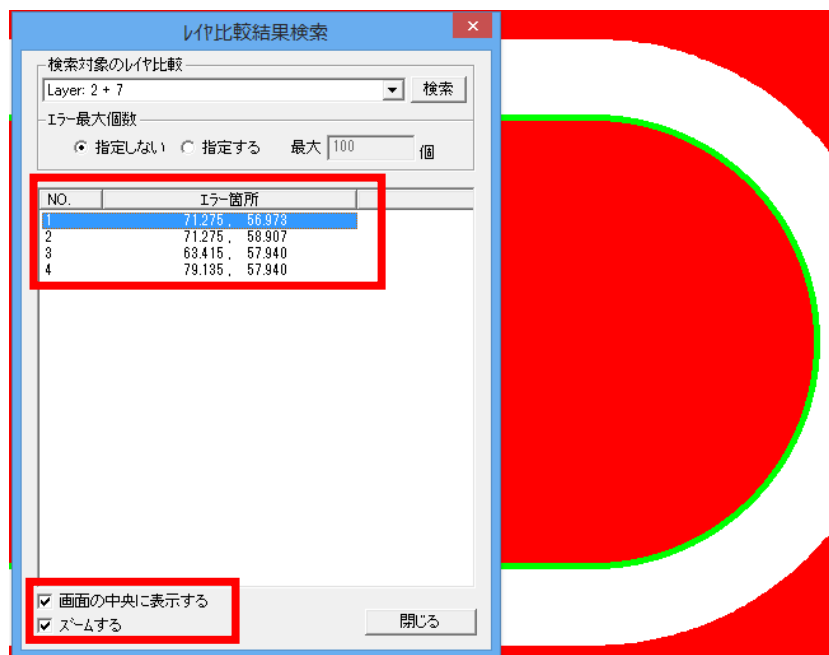 ﾚｲﾔ比較結果検索
×
検索対象のﾚｲﾔ比較
Layer: 2 + 7
検索
ｴﾗｰ最大個数
指定しない 指定する 最大 100 個
NO. ｴﾗｰ箇所
1 71.275 , 56.973
2 71.275 , 58.907
3 63.415 , 57.940
4 79.135 , 57.940
画面の中央に表示する
ｽﾞｰﾑする
閉じる